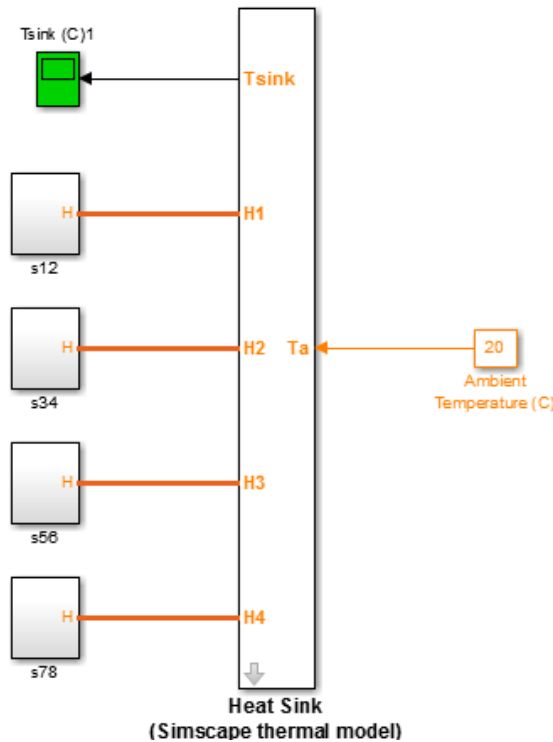 Tsink (C)1
Tsink
H
H1
s12
H
H2
Ta
20
s34
Ambient
Temperature (C)
H
H3
s56
H
H4
s78
Heat Sink
(Simscape thermal model)